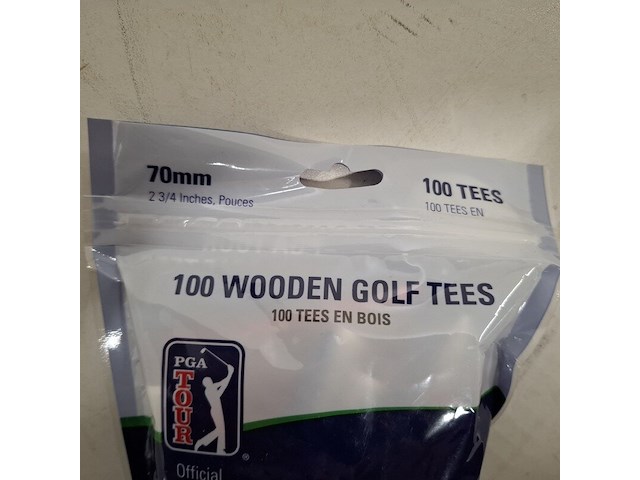 70mm
2 3/4 Inches, Pouces
100 TEES
100 TEES EN
100 WOODEN GOLF TEES
100 TEES EN BOIS
PGA
TOUR
®
Official